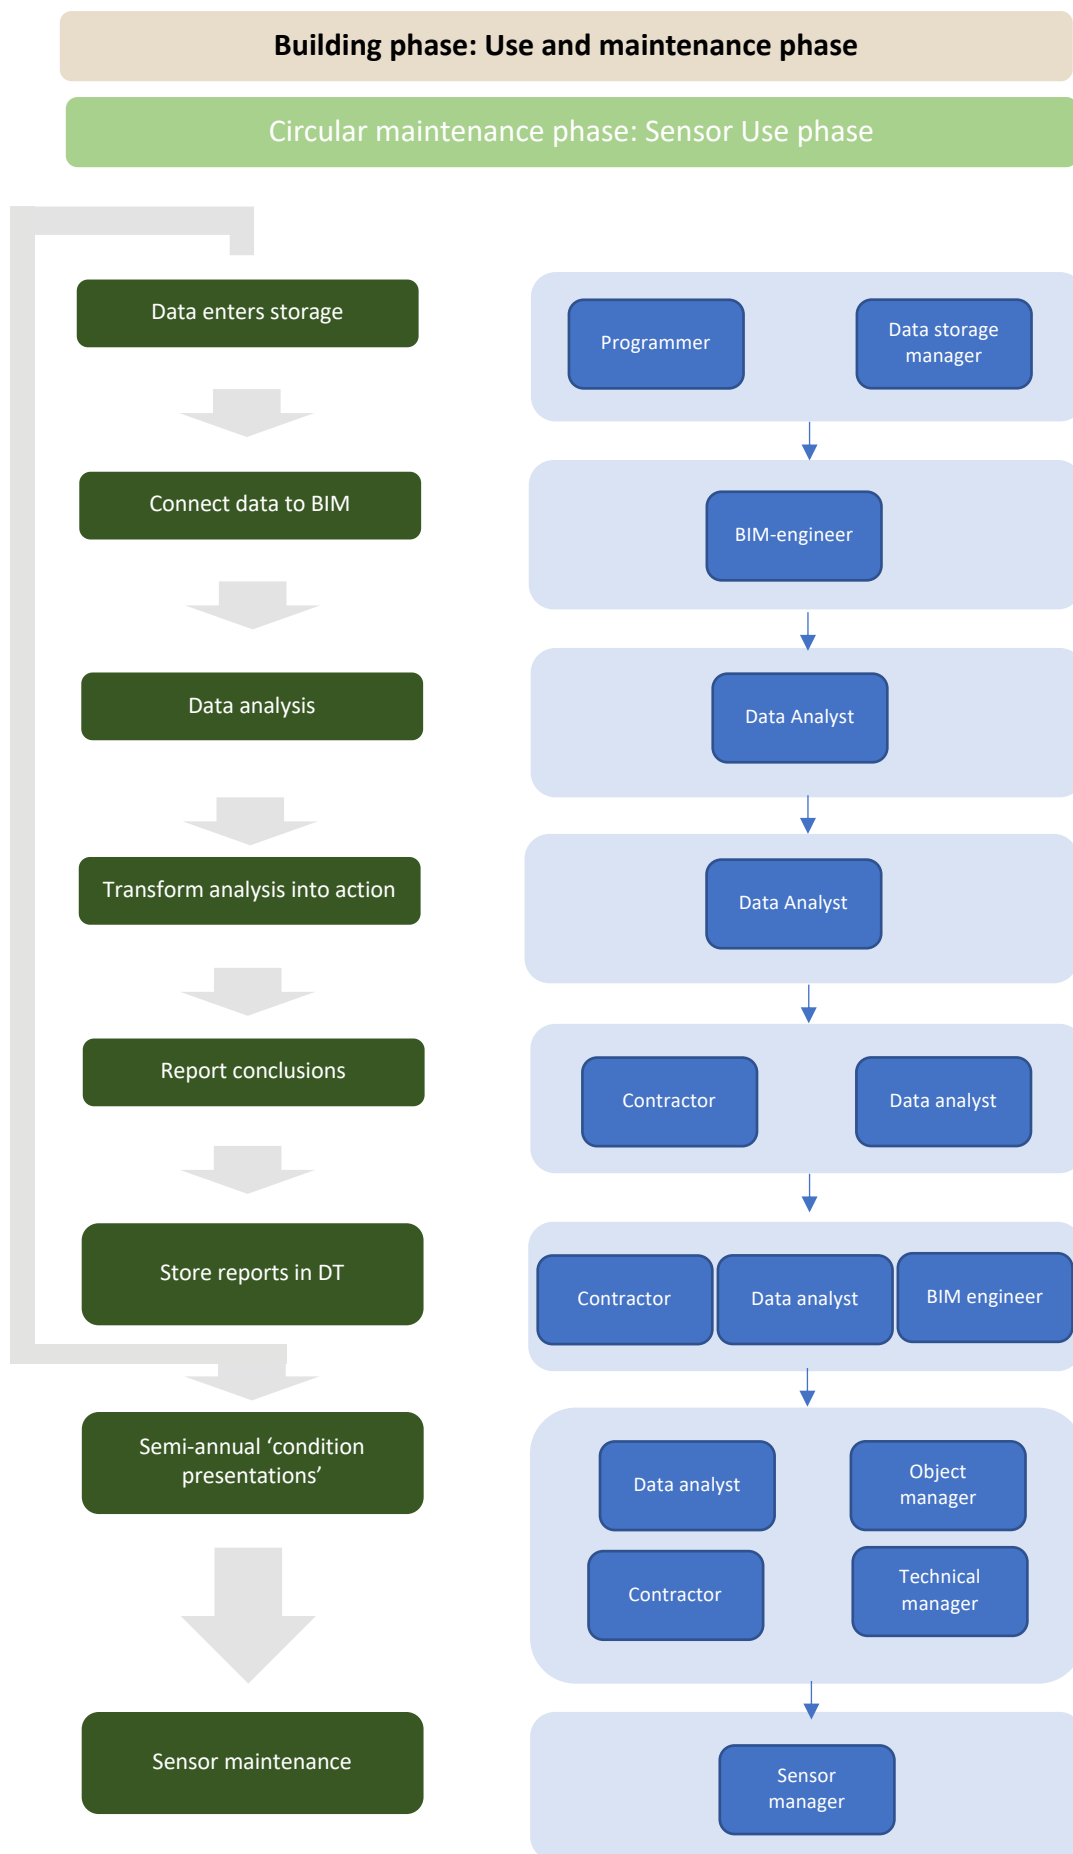 Building phase: Use and maintenance phase
Circular maintenance phase: Sensor Use phase
Data enters storage
Programmer
Data storage
manager
Connect data to BIM
BIM-engineer
Data analysis
Data Analyst
Transform analysis into action
Data Analyst
Report conclusions
Contractor
Data analyst
Store reports in DT
Contractor
Data analyst
BIM engineer
Semi-annual ‘condition
presentations’
Data analyst
Object
manager
Contractor
Technical
manager
Sensor maintenance
Sensor
manager